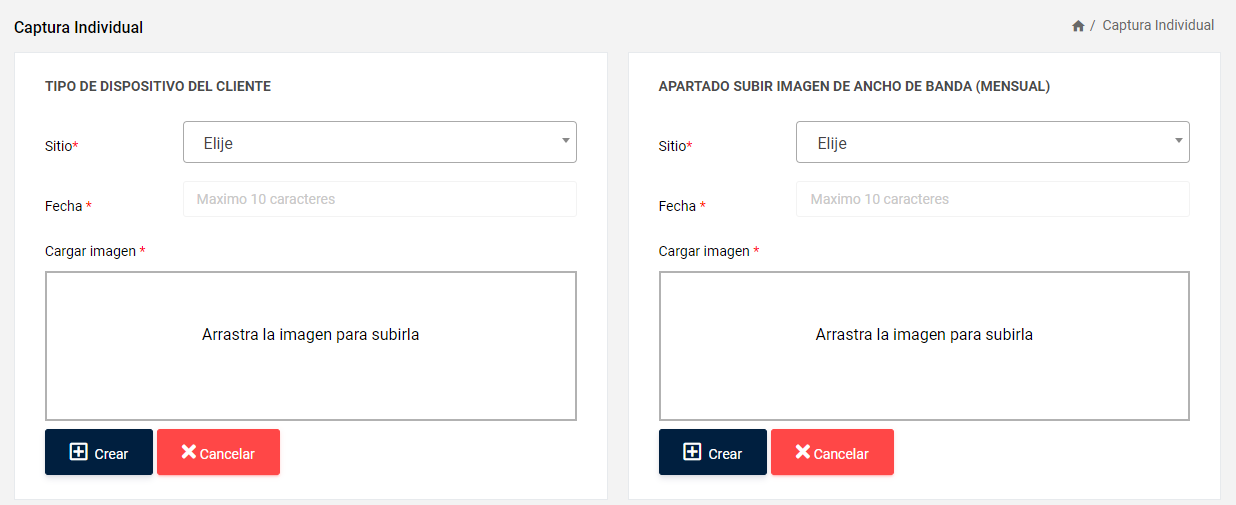 Captura Individual
/ Captura Individual
TIPO DE DISPOSITIVO DEL CLIENTE
Sitio*
Elije
Fecha *
Maximo 10 caracteres
Cargar imagen *
Arrastra la imagen para subirla
Crear
Cancelar
APARTADO SUBIR IMAGEN DE ANCHO DE BANDA (MENSUAL)
Sitio*
Elije
Fecha *
Maximo 10 caracteres
Cargar imagen *
Arrastra la imagen para subirla
Crear
Cancelar